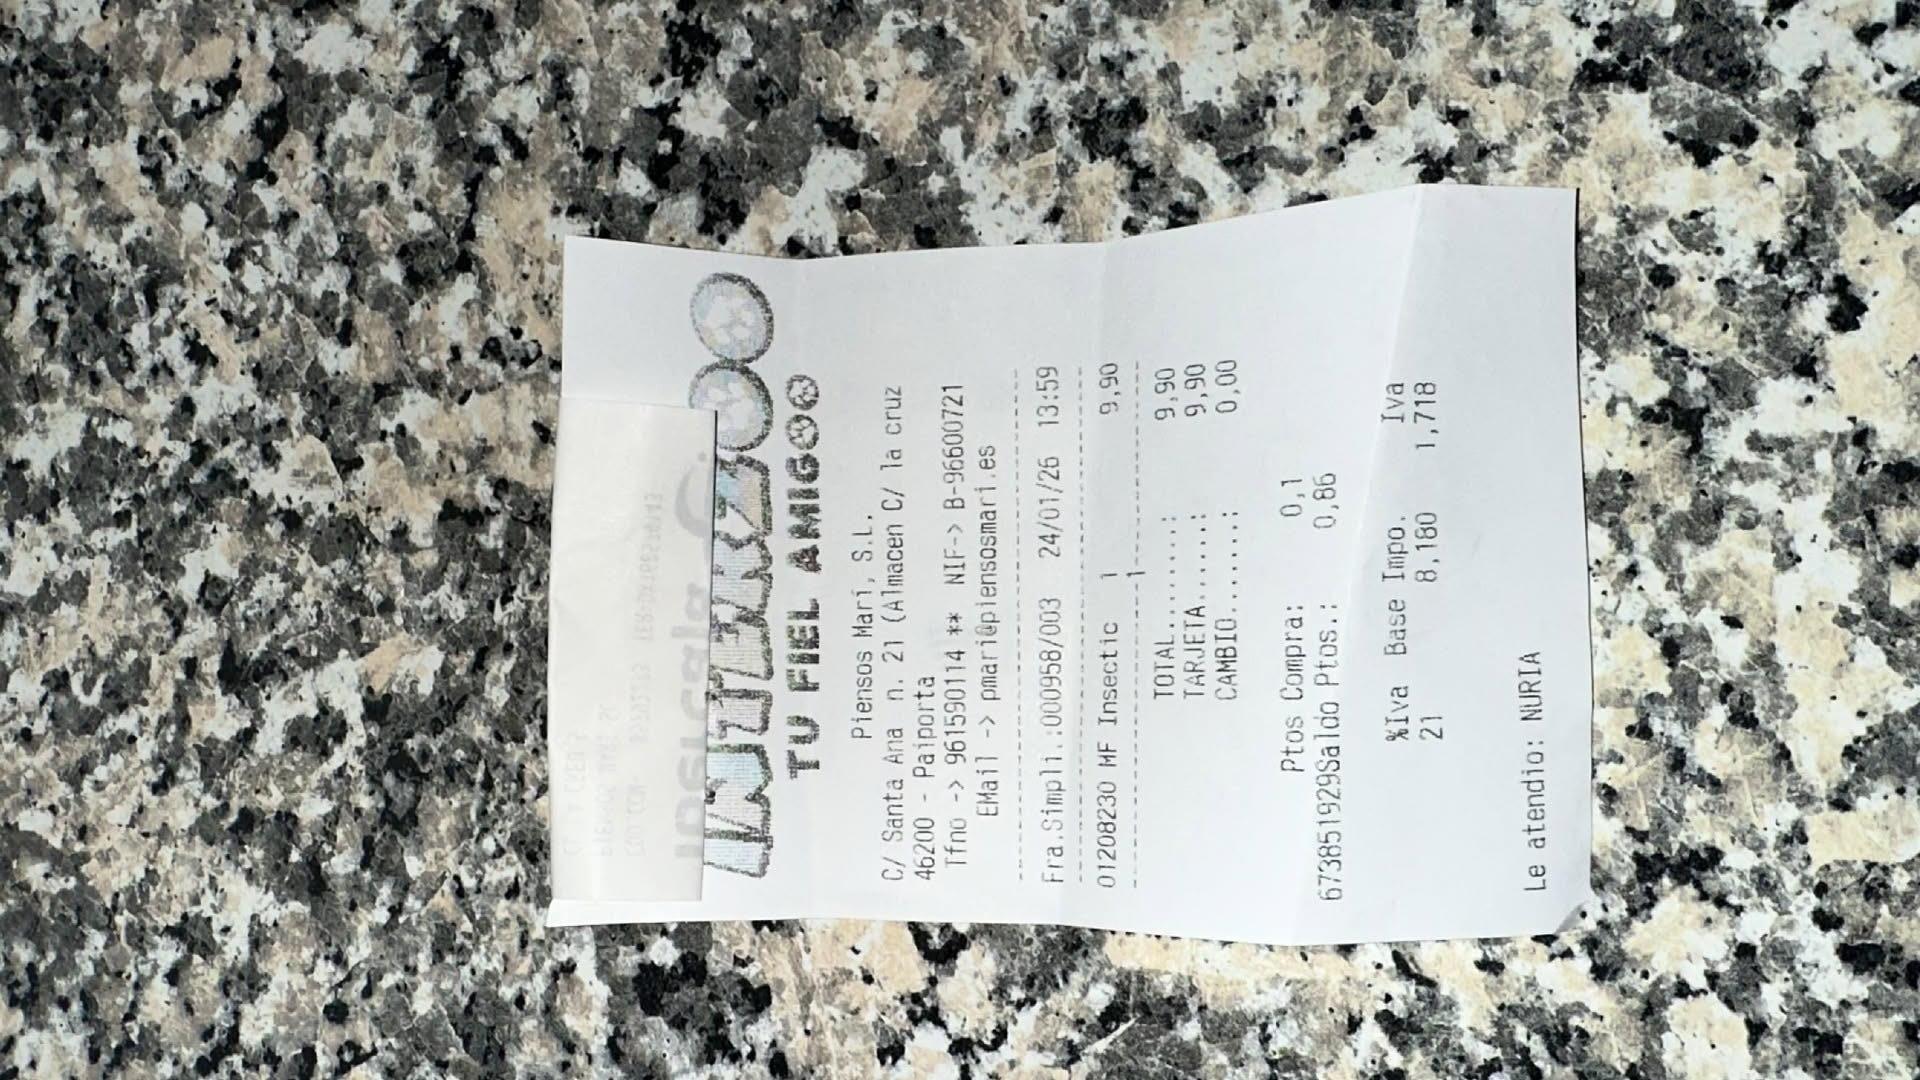 TU FIEL AMIGOO
Piensos Marí, S.L.
C/ Santa Ana n. 21 (Almacen C/ la cruz
46200 - Paiporta
Tfno -> 961590114 ** NIF-> B-96600721
EMail -> pmari@piensosmari.es
Fra.Simpli.:000958/003 24/01/26 13:59
01208230 MF Insectic 1 9,90
1
TOTAL........: 9,90
TARJETA......: 9,90
CAMBIO.......: 0,00
Ptos Compra: 0,1
673851929Saldo Ptos.: 0,86
%Iva Base Impo. Iva
21 8,180 1,718
Le atendio: NURIA